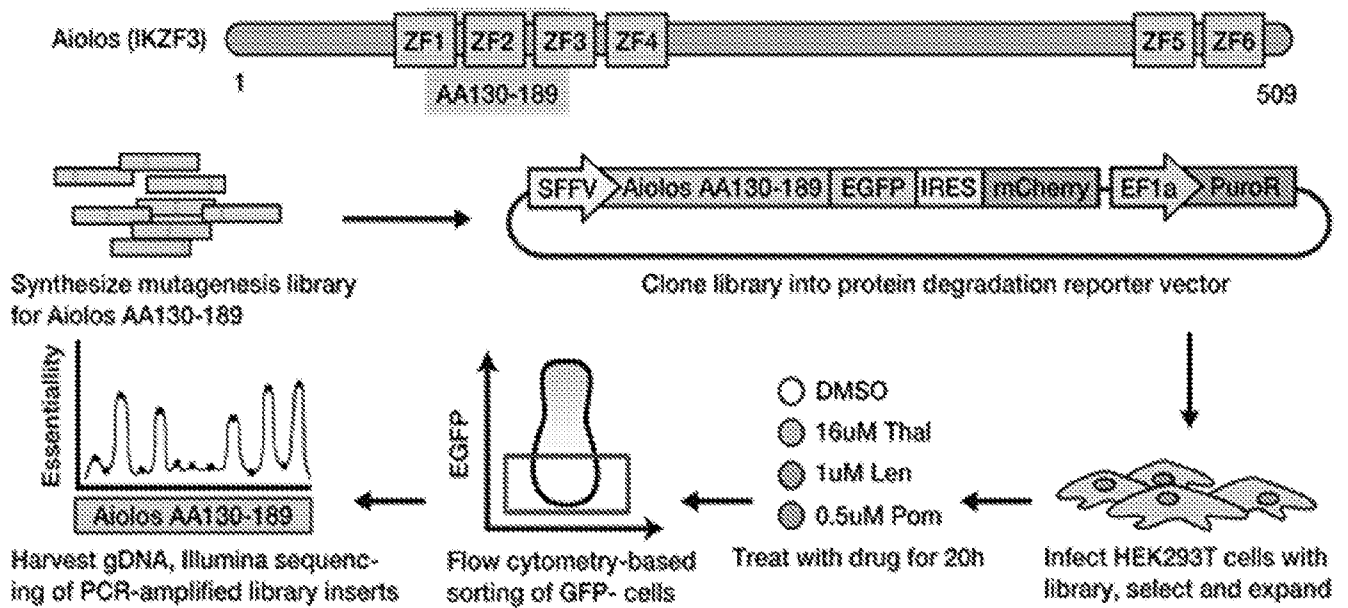 Aiolos (IKZF3)
ZF1 ZF2 ZF3 ZF4 ZF5 ZF6
1
AA130-189
509
SFFV Aiolos AA130-189 EGFP IRES mCherry EF1a PuroR
Synthesize mutagenesis library
for Aiolos AA130-189
Clone library into protein degradation reporter vector
Essentiality
Aiolos AA130-189
Harvest gDNA, Illumina sequenc-
ing of PCR-amplified library inserts
EGFP
Flow cytometry-based
sorting of GFP- cells
DMSO
16uM Thal
1uM Len
0.5uM Pom
Treat with drug for 20h
Infect HEK293T cells with
library, select and expand